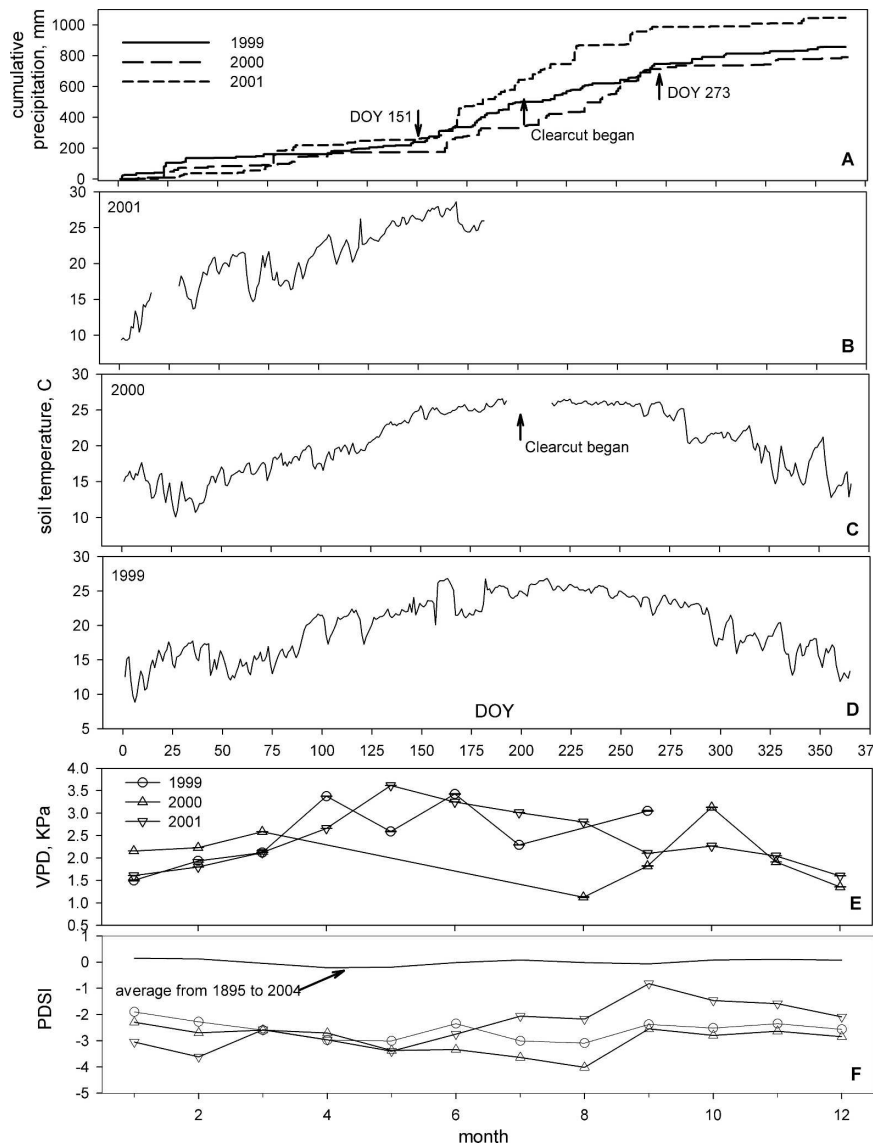 cumulative
precipitation, mm
1000
800
600
400
200
0
1999
2000
2001
DOY 151
DOY 273
Clearcut began
A
30
25
20
15
10
2001
B
soil temperature, C
30
25
20
15
10
2000
Clearcut began
C
30
25
20
15
10
5
1999
DOY
D
0 25 50 75 100 125 150 175 200 225 250 275 300 325 350 37
VPD, KPa
4.0
3.5
3.0
2.5
2.0
1.5
1.0
0.5
1999
2000
2001
E
PDSI
1
0
-1
-2
-3
-4
-5
average from 1895 to 2004
F
2 4 6 8 10 12
month